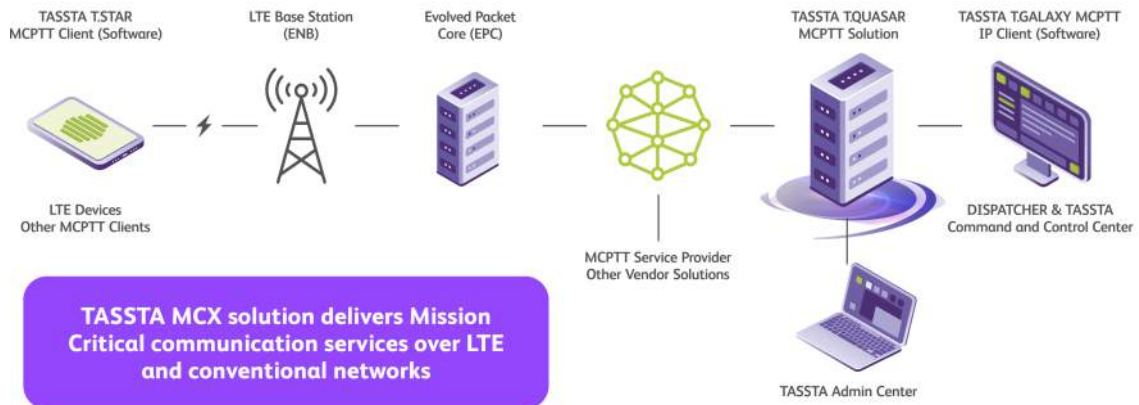 TASSTA T.STAR
MCPTT Client (Software)
LTE Base Station
(ENB)
Evolved Packet
Core (EPC)
TASSTA T.QUASAR
MCPTT Solution
TASSTA T.GALAXY MCPTT
IP Client (Software)
LTE Devices
Other MCPTT Clients
DISPATCHER & TASSTA
Command and Control Center
MCPTT Service Provider
Other Vendor Solutions
TASSTA MCX solution delivers Mission
Critical communication services over LTE
and conventional networks
TASSTA Admin Center